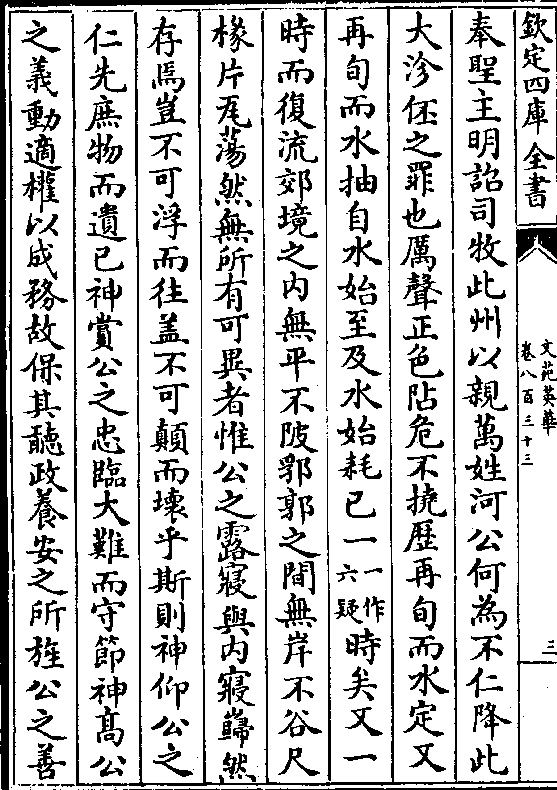 欽定四庫全書
文苑英華
卷八百三十三
三
奉聖主明詔司牧此州以親萬姓河公何為不仁降此
大沴伾之罪也厲聲正色阽危不撓歷再旬而水定又
再旬而水抽自水始至及水始耗已一一作六疑時矣又一
時而復流郊境之内無平不陂郛郭之間無岸不谷尺
椽片瓦蕩然無所有可異者惟公之露寢與内寢巋然
存焉豈不可浮而往盖不可顛而壞乎斯則神仰公之
仁先庶物而遺已神賞公之忠臨大難而守節神髙公
之義動適權以成務故保其聽政養安之所旌公之善